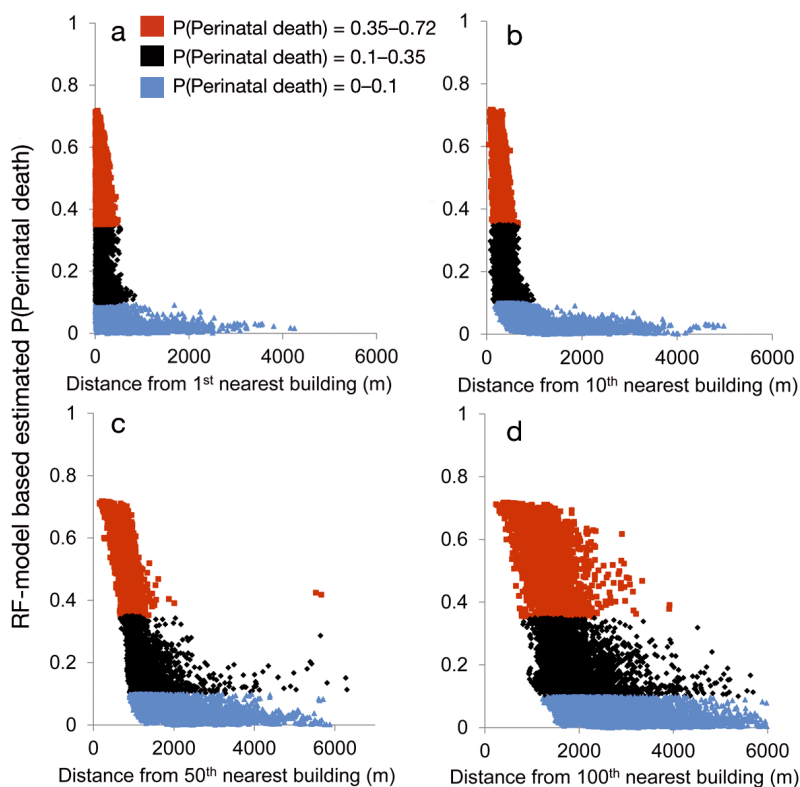 a
P(Perinatal death) = 0.35–0.72
P(Perinatal death) = 0.1–0.35
P(Perinatal death) = 0–0.1
b
RF-model based estimated P(Perinatal death)
1
0.8
0.6
0.4
0.2
0
0 2000 4000 6000
Distance from 1st nearest building (m)
1
0.8
0.6
0.4
0.2
0
0 2000 4000 6000
Distance from 10th nearest building (m)
c
1
0.8
0.6
0.4
0.2
0
0 2000 4000 6000
Distance from 50th nearest building (m)
d
1
0.8
0.6
0.4
0.2
0
0 2000 4000 6000
Distance from 100th nearest building (m)